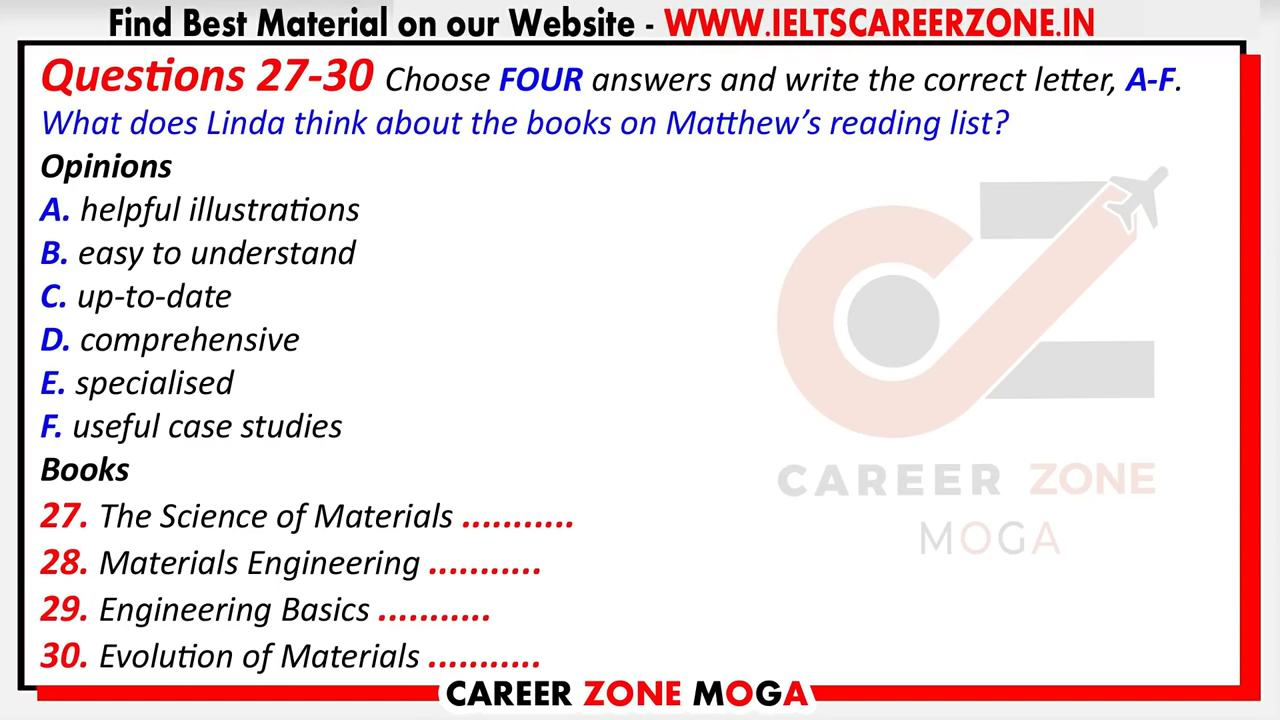 Find Best Material on our Website - WWW.IELTSCAREERZONE.IN
Questions 27-30 Choose FOUR answers and write the correct letter, A-F.
What does Linda think about the books on Matthew’s reading list?
Opinions
A. helpful illustrations
B. easy to understand
C. up-to-date
D. comprehensive
E. specialised
F. useful case studies
Books
27. The Science of Materials ...........
28. Materials Engineering ...........
29. Engineering Basics ...........
30. Evolution of Materials ...........
CZ
CAREER ZONE
MOGA
CAREER ZONE MOGA